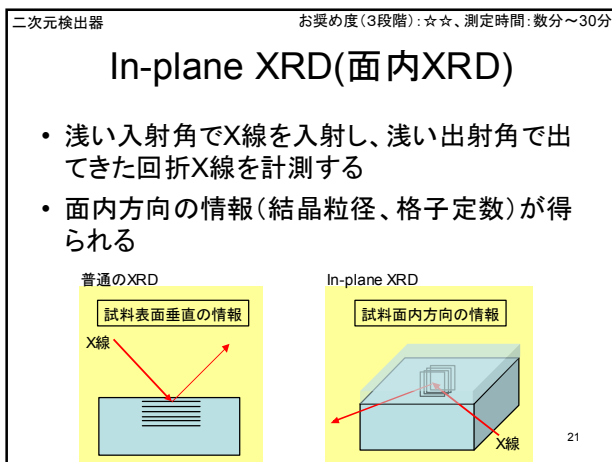 二次元検出器
お奨め度(3段階):☆☆、測定時間:数分～30分
In-plane XRD(面内XRD)
• 浅い入射角でX線を入射し、浅い出射角で出
てきた回折X線を計測する
• 面内方向の情報(結晶粒径、格子定数)が得
られる
普通のXRD
試料表面垂直の情報
X線
In-plane XRD
試料面内方向の情報
X線
21